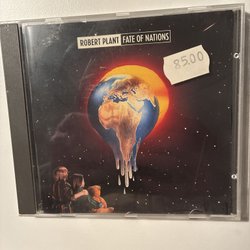 ROBERT PLANT FATE OF NATIONS
85.00